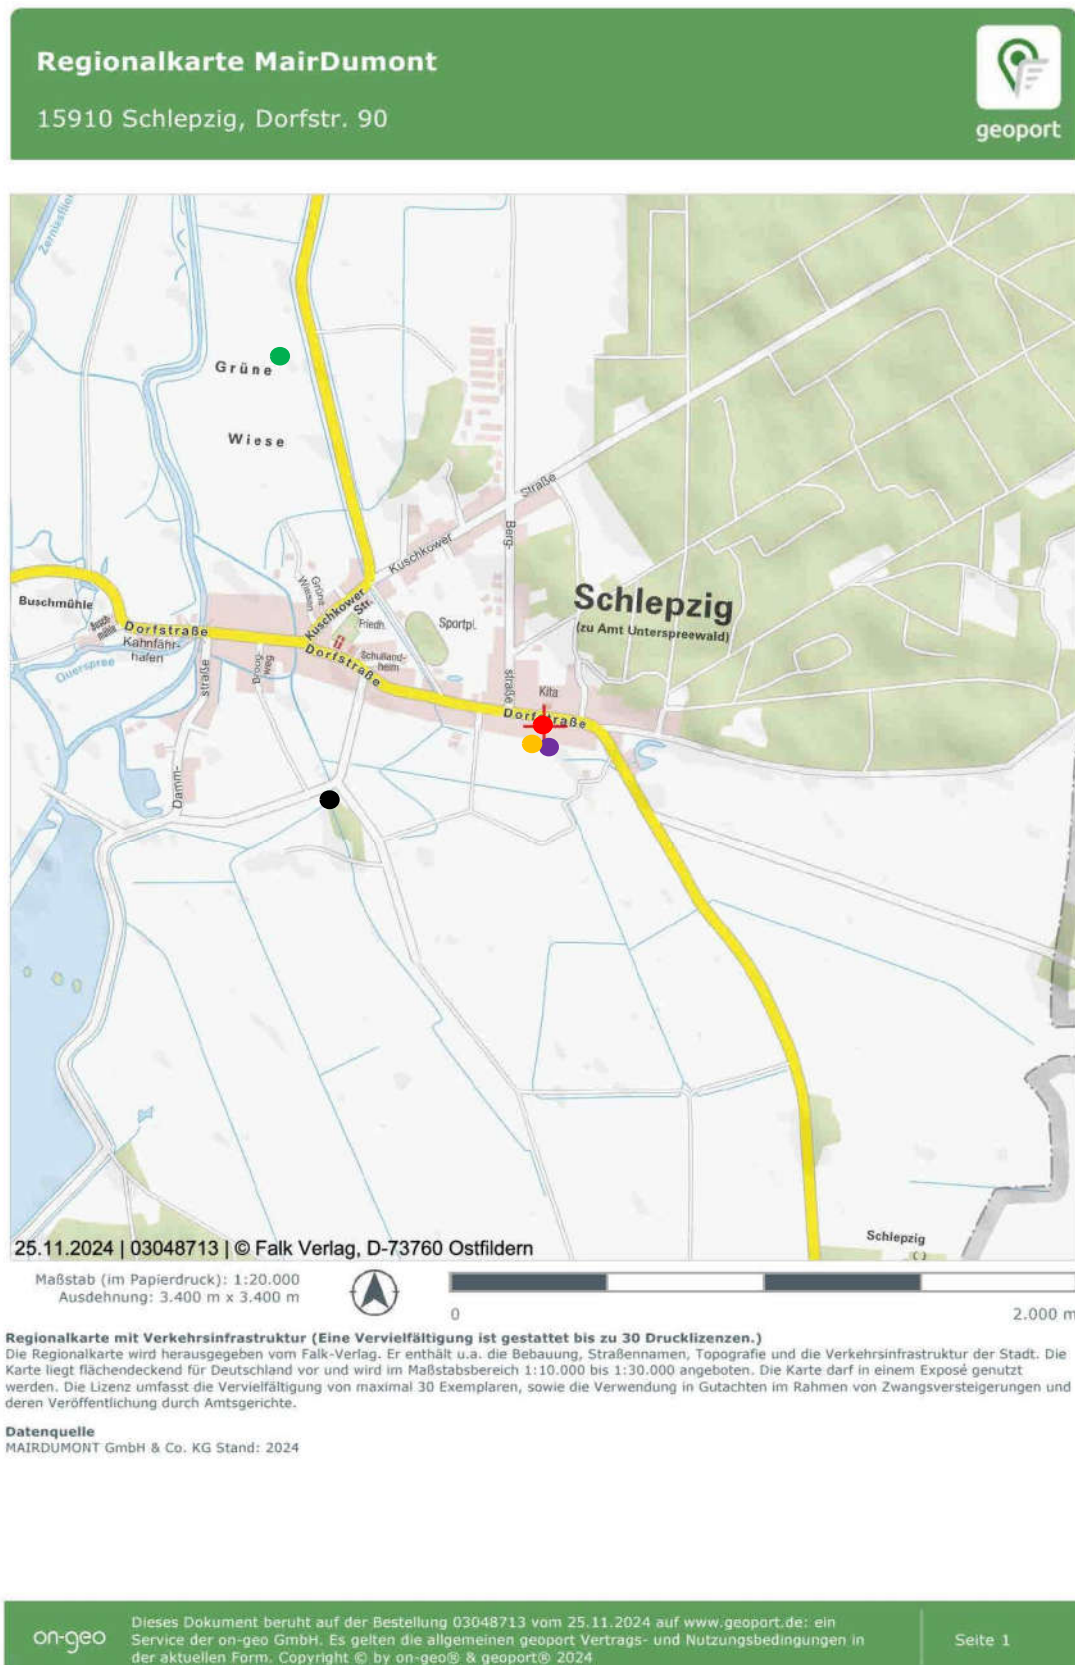 Regionalkarte MairDumont
15910 Schlepzig, Dorfstr. 90
geoport
Zerniasfließ
Grüne
Wiese
Straße
Kuschkower
Berg-
straße
Grüne
Wiesen
Kuschkower
Str.
Friedh.
Sportpl.
Schlepzig
(zu Amt Unterspreewald)
Buschmühle
Busch-
mühle
Dorfstraße
Kahnfähr-
hafen
Querspree
Dorfstraße
Schulland-
heim
weg
Kita
Dorfstraße
straße
Damm-
Schlepzig
25.11.2024 | 03048713 | © Falk Verlag, D-73760 Ostfildern
Maßstab (im Papierdruck): 1:20.000
Ausdehnung: 3.400 m x 3.400 m
0
2.000 m
Regionalkarte mit Verkehrsinfrastruktur (Eine Vervielfältigung ist gestattet bis zu 30 Drucklizenzen.)
Die Regionalkarte wird herausgegeben vom Falk-Verlag. Er enthält u.a. die Bebauung, Straßennamen, Topografie und die Verkehrsinfrastruktur der Stadt. Die
Karte liegt flächendeckend für Deutschland vor und wird im Maßstabsbereich 1:10.000 bis 1:30.000 angeboten. Die Karte darf in einem Exposé genutzt
werden. Die Lizenz umfasst die Vervielfältigung von maximal 30 Exemplaren, sowie die Verwendung in Gutachten im Rahmen von Zwangsversteigerungen und
deren Veröffentlichung durch Amtsgerichte.
Datenquelle
MAIRDUMONT GmbH & Co. KG Stand: 2024
on-geo
Dieses Dokument beruht auf der Bestellung 03048713 vom 25.11.2024 auf www.geoport.de: ein
Service der on-geo GmbH. Es gelten die allgemeinen geoport Vertrags- und Nutzungsbedingungen in
der aktuellen Form. Copyright © by on-geo® & geoport® 2024
Seite 1